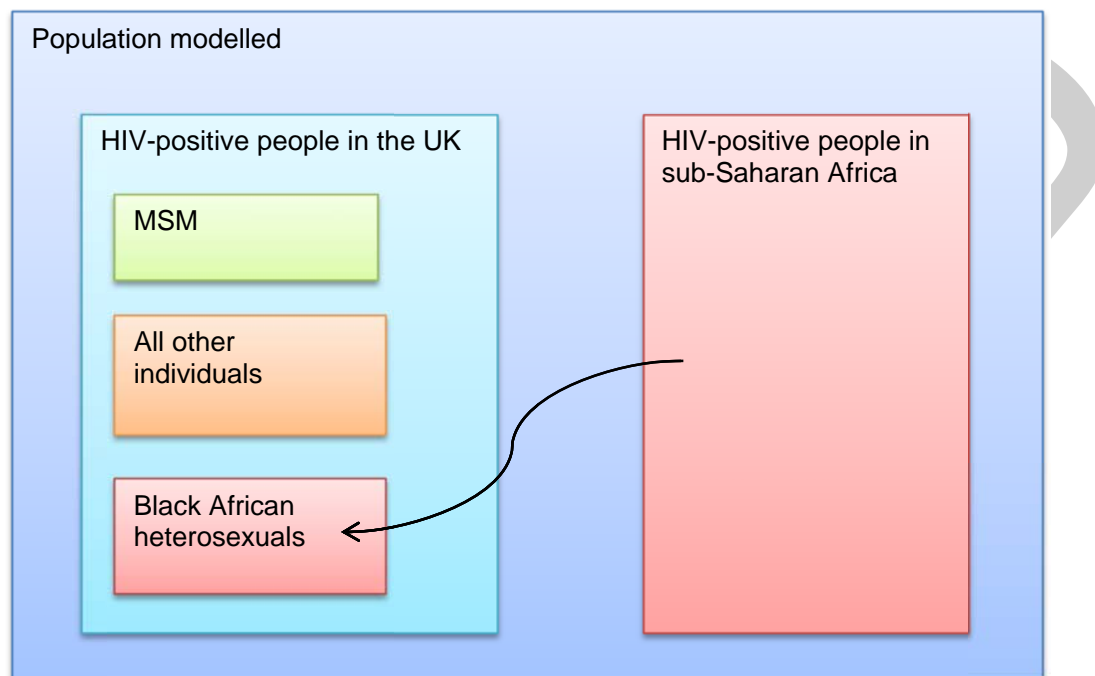 Population modelled
HIV-positive people in the UK
MSM
All other
individuals
Black African
heterosexuals
HIV-positive people in
sub-Saharan Africa